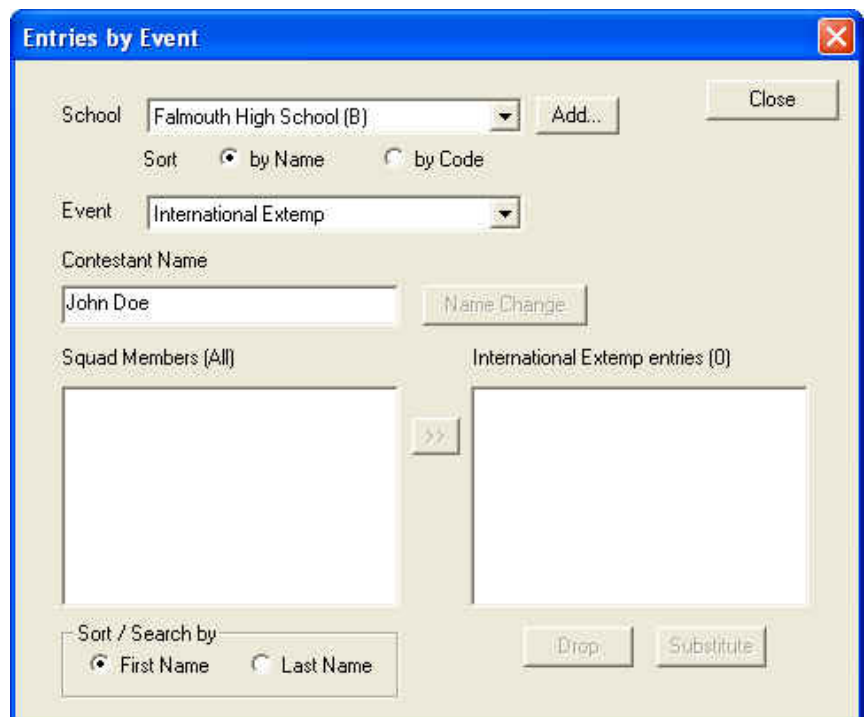 Entries by Event
School Falmouth High School (B) Add... Close
Sort by Name by Code
Event International Extemp
Contestant Name
John Doe Name Change
Squad Members (All) International Extemp entries (0)
>>
Sort / Search by
First Name Last Name Drop Substitute